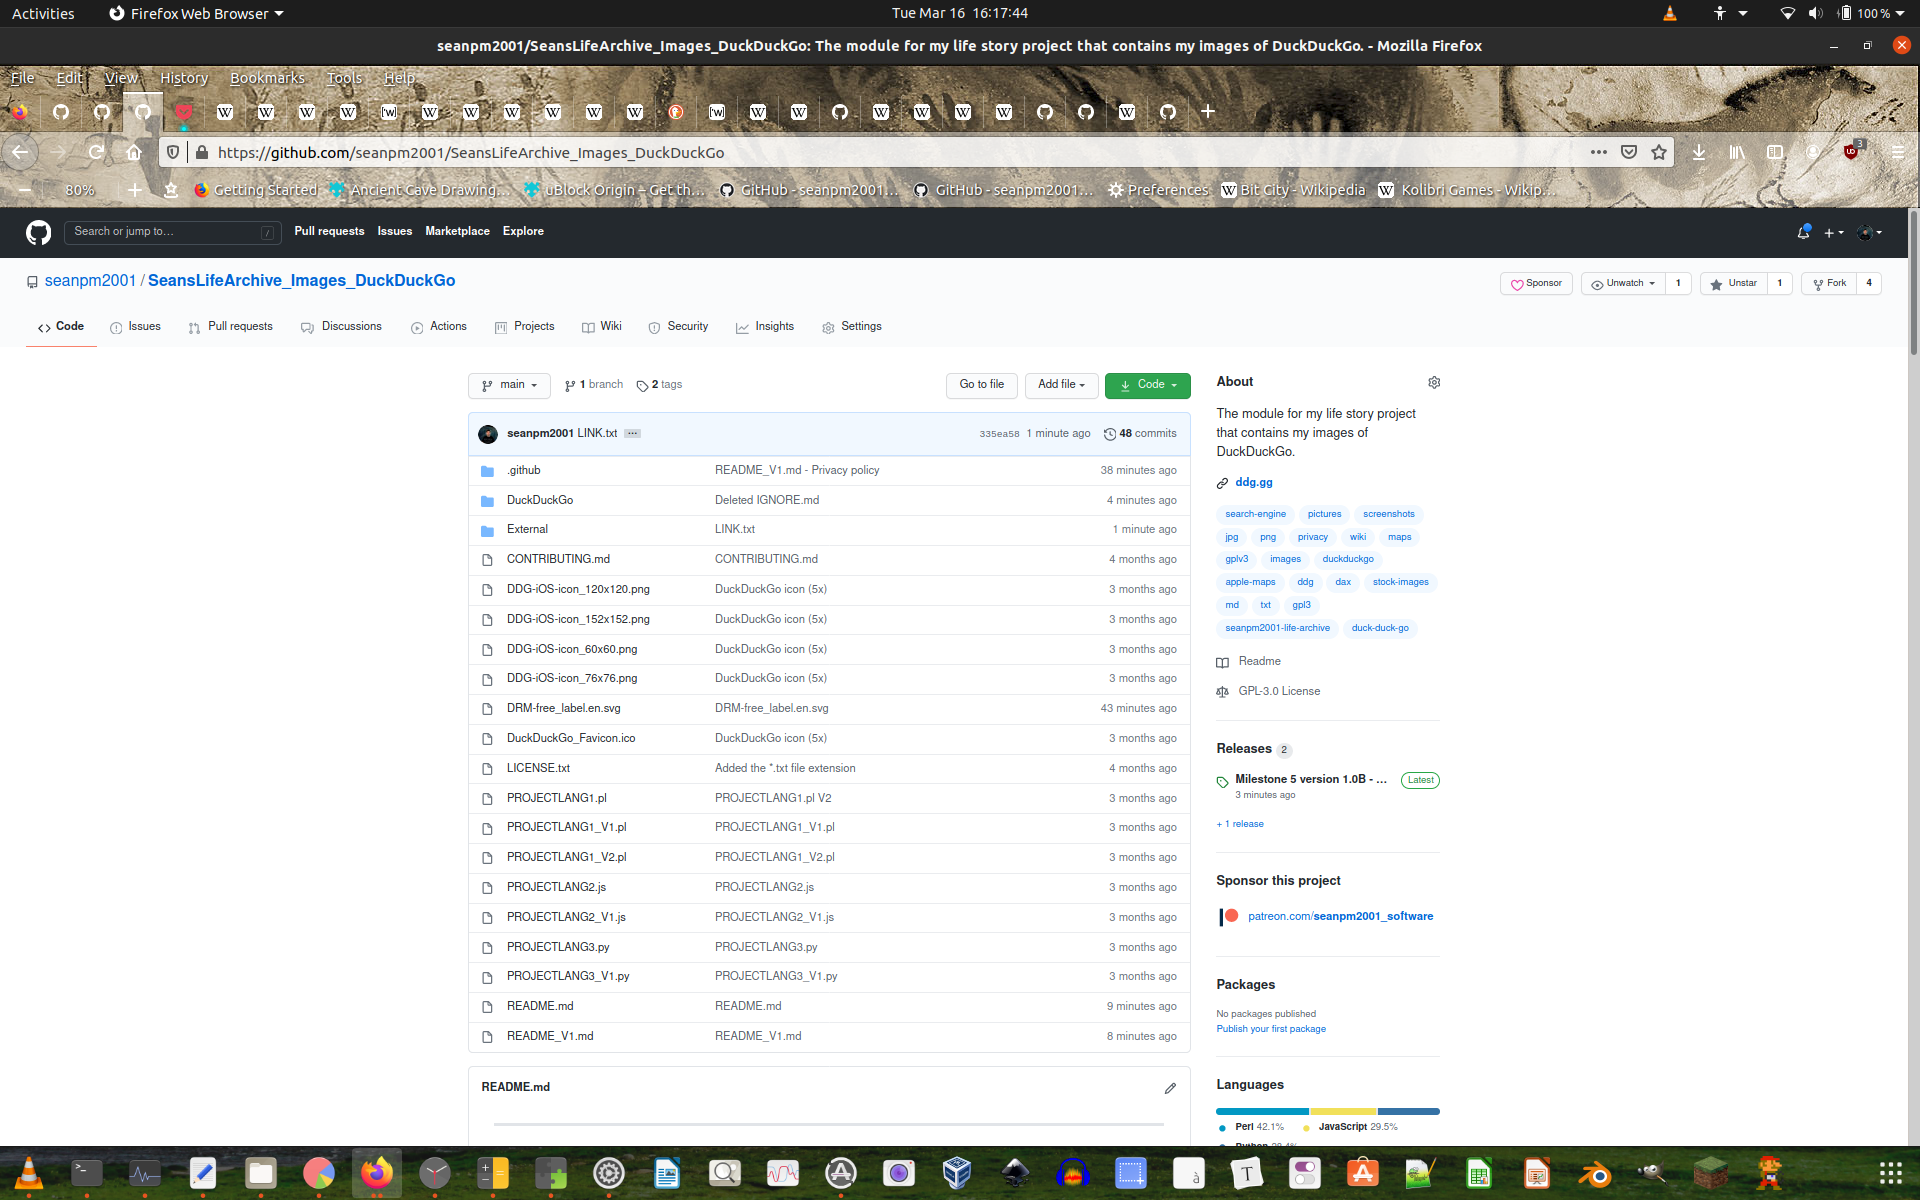 Activities Firefox Web Browser Tue Mar 16 16:17:44 100 %
seanpm2001/SeansLifeArchive_Images_DuckDuckGo: The module for my life story project that contains my images of DuckDuckGo. - Mozilla Firefox
File Edit View History Bookmarks Tools Help
https://github.com/seanpm2001/SeansLifeArchive_Images_DuckDuckGo 3
80% Getting Started Ancient Cave Drawing… uBlock Origin – Get th… GitHub - seanpm2001… GitHub - seanpm2001… Preferences Bit City - Wikipedia Kolibri Games - Wikip…
Search or jump to… / Pull requests Issues Marketplace Explore
seanpm2001 / SeansLifeArchive_Images_DuckDuckGo Sponsor Unwatch 1 Unstar 1 Fork 4
Code Issues Pull requests Discussions Actions Projects Wiki Security Insights Settings
main 1 branch 2 tags Go to file Add file Code
seanpm2001 LINK.txt 335ea58 1 minute ago 48 commits
.github README_V1.md - Privacy policy 38 minutes ago
DuckDuckGo Deleted IGNORE.md 4 minutes ago
External LINK.txt 1 minute ago
CONTRIBUTING.md CONTRIBUTING.md 4 months ago
DDG-iOS-icon_120x120.png DuckDuckGo icon (5x) 3 months ago
DDG-iOS-icon_152x152.png DuckDuckGo icon (5x) 3 months ago
DDG-iOS-icon_60x60.png DuckDuckGo icon (5x) 3 months ago
DDG-iOS-icon_76x76.png DuckDuckGo icon (5x) 3 months ago
DRM-free_label.en.svg DRM-free_label.en.svg 43 minutes ago
DuckDuckGo_Favicon.ico DuckDuckGo icon (5x) 3 months ago
LICENSE.txt Added the *.txt file extension 4 months ago
PROJECTLANG1.pl PROJECTLANG1.pl V2 3 months ago
PROJECTLANG1_V1.pl PROJECTLANG1_V1.pl 3 months ago
PROJECTLANG1_V2.pl PROJECTLANG1_V2.pl 3 months ago
PROJECTLANG2.js PROJECTLANG2.js 3 months ago
PROJECTLANG2_V1.js PROJECTLANG2_V1.js 3 months ago
PROJECTLANG3.py PROJECTLANG3.py 3 months ago
PROJECTLANG3_V1.py PROJECTLANG3_V1.py 3 months ago
README.md README.md 9 minutes ago
README_V1.md README_V1.md 8 minutes ago
README.md
About
The module for my life story project
that contains my images of
DuckDuckGo.
ddg.gg
search-engine pictures screenshots
jpg png privacy wiki maps
gplv3 images duckduckgo
apple-maps ddg dax stock-images
md txt gpl3
seanpm2001-life-archive duck-duck-go
Readme
GPL-3.0 License
Releases 2
Milestone 5 version 1.0B - … Latest
3 minutes ago
+ 1 release
Sponsor this project
patreon.com/seanpm2001_software
Packages
No packages published
Publish your first package
Languages
Perl 42.1% JavaScript 29.5%
Python 28.4%